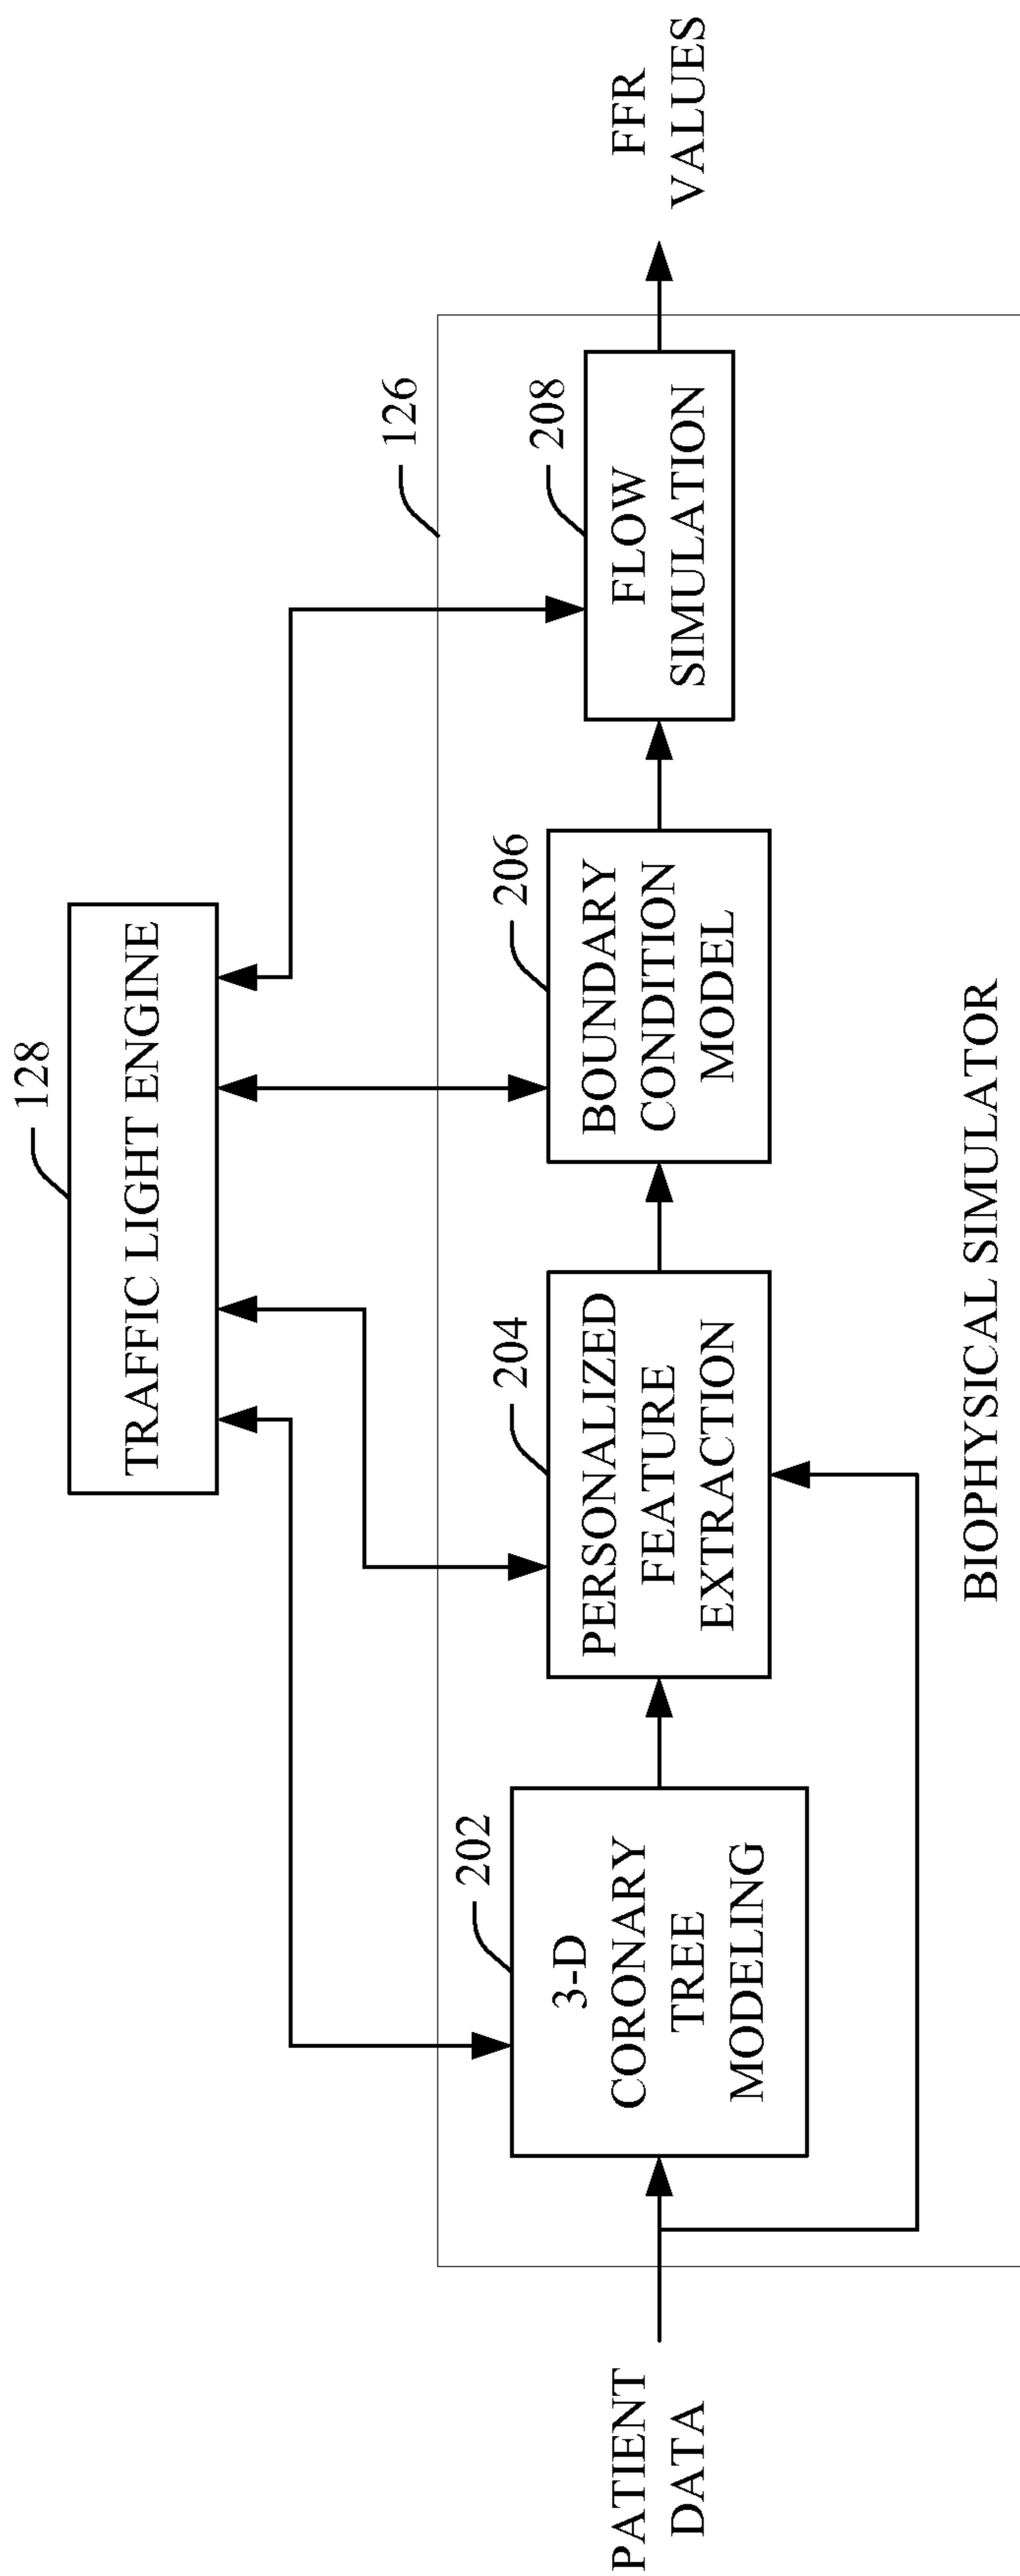 128
TRAFFIC LIGHT ENGINE
126
PATIENT
DATA
202
3-D
CORONARY
TREE
MODELING
204
PERSONALIZED
FEATURE
EXTRACTION
206
BOUNDARY
CONDITION
MODEL
208
FLOW
SIMULATION
FFR
VALUES
BIOPHYSICAL SIMULATOR